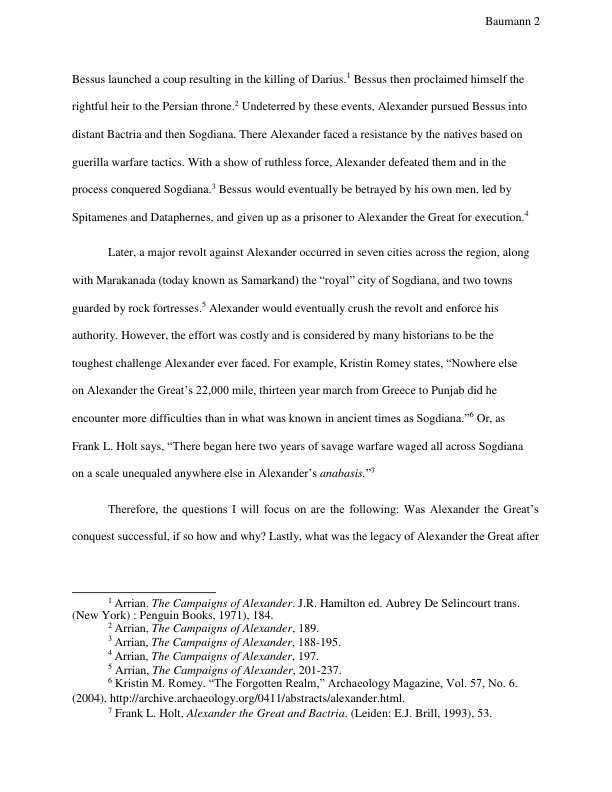 Baumann 2
Bessus launched a coup resulting in the killing of Darius.1 Bessus then proclaimed himself the
rightful heir to the Persian throne.2 Undeterred by these events, Alexander pursued Bessus into
distant Bactria and then Sogdiana. There Alexander faced a resistance by the natives based on
guerilla warfare tactics. With a show of ruthless force, Alexander defeated them and in the
process conquered Sogdiana.3 Bessus would eventually be betrayed by his own men, led by
Spitamenes and Dataphernes, and given up as a prisoner to Alexander the Great for execution.4
Later, a major revolt against Alexander occurred in seven cities across the region, along
with Marakanada (today known as Samarkand) the “royal” city of Sogdiana, and two towns
guarded by rock fortresses.5 Alexander would eventually crush the revolt and enforce his
authority. However, the effort was costly and is considered by many historians to be the
toughest challenge Alexander ever faced. For example, Kristin Romey states, “Nowhere else
on Alexander the Great’s 22,000 mile, thirteen year march from Greece to Punjab did he
encounter more difficulties than in what was known in ancient times as Sogdiana.”6 Or, as
Frank L. Holt says, “There began here two years of savage warfare waged all across Sogdiana
on a scale unequaled anywhere else in Alexander’s anabasis.”7
Therefore, the questions I will focus on are the following: Was Alexander the Great’s
conquest successful, if so how and why? Lastly, what was the legacy of Alexander the Great after
1 Arrian. The Campaigns of Alexander. J.R. Hamilton ed. Aubrey De Selincourt trans.
(New York) : Penguin Books, 1971), 184.
2 Arrian, The Campaigns of Alexander, 189.
3 Arrian, The Campaigns of Alexander, 188-195.
4 Arrian, The Campaigns of Alexander, 197.
5 Arrian, The Campaigns of Alexander, 201-237.
6 Kristin M. Romey. “The Forgotten Realm,” Archaeology Magazine, Vol. 57, No. 6.
(2004). http://archive.archaeology.org/0411/abstracts/alexander.html.
7 Frank L. Holt, Alexander the Great and Bactria. (Leiden: E.J. Brill, 1993), 53.